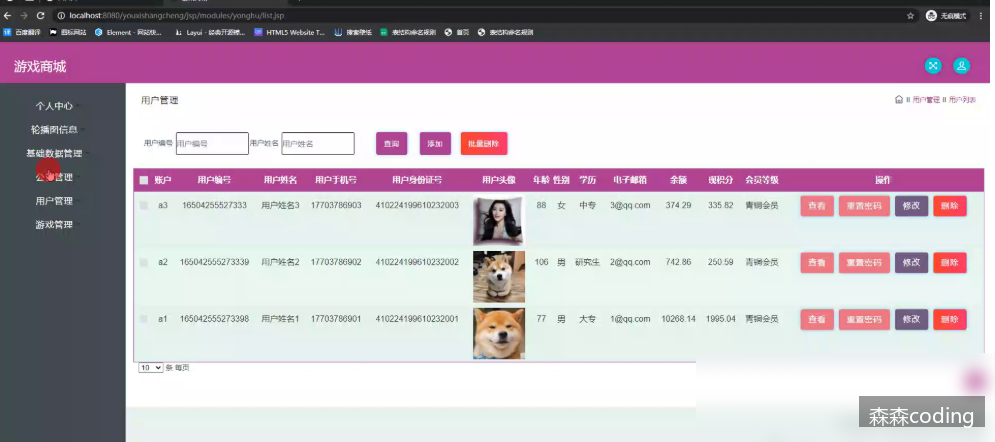 localhost:8080/youxishangcheng/jsp/modules/yonghu/list.jsp 无痕模式
百度翻译 图标网站 Element - 网站快... Layui - 经典开源模... HTML5 Website T... 搜索壁纸 表结构命名规则 首页 表结构命名规则
游戏商城
个人中心
轮播图信息
基础数据管理
公告管理
用户管理
游戏管理
用户管理 // 用户管理 // 用户列表
用户编号 用户编号 用户姓名 用户姓名 查询 添加 批量删除
账户 用户编号 用户姓名 用户手机号 用户身份证号 用户头像 年龄 性别 学历 电子邮箱 余额 现积分 会员等级 操作
a3 16504255527333 用户姓名3 17703786903 410224199610232003 88 女 中专 3@qq.com 374.29 335.82 青铜会员 查看 重置密码 修改 删除
a2 165042555273339 用户姓名2 17703786902 410224199610232002 106 男 研究生 2@qq.com 742.86 250.59 青铜会员 查看 重置密码 修改 删除
a1 165042555273398 用户姓名1 17703786901 410224199610232001 77 男 大专 1@qq.com 10268.14 1995.04 青铜会员 查看 重置密码 修改 删除
10 条 每页
森森coding